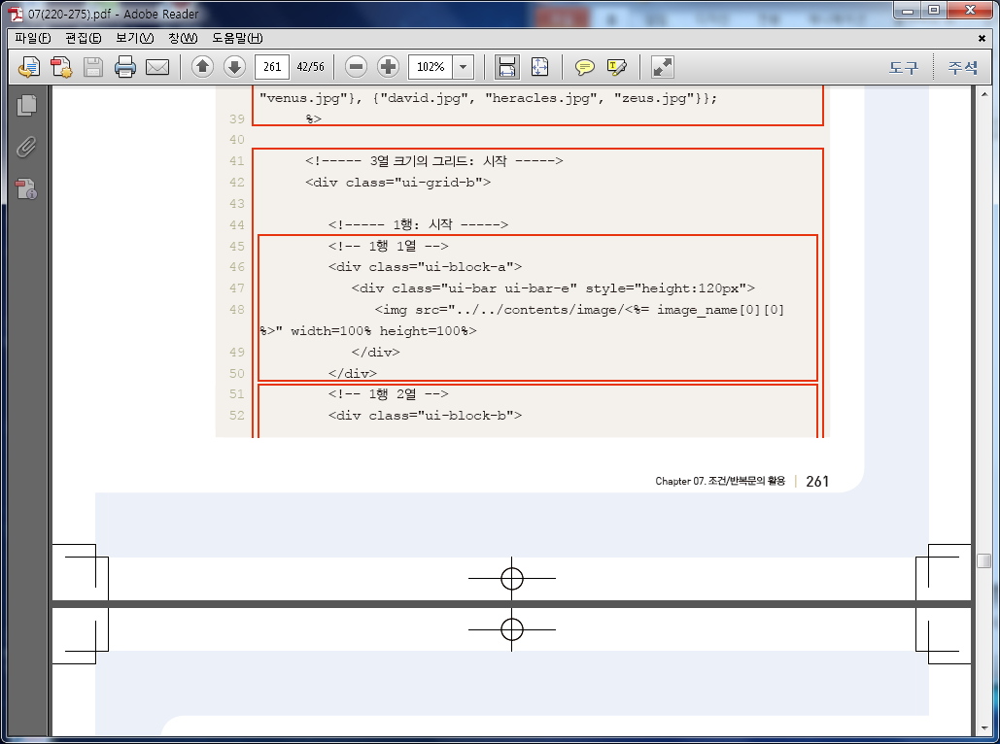 07(220-275).pdf - Adobe Reader
파일(F) 편집(E) 보기(V) 창(W) 도움말(H)
261 42/56 102% 도구 주석
"venus.jpg"}, {"david.jpg", "heracles.jpg", "zeus.jpg"}};
39 %>
40
41 <!----- 3열 크기의 그리드: 시작 ----->
42 <div class="ui-grid-b">
43
44 <!----- 1행: 시작 ----->
45 <!-- 1행 1열 -->
46 <div class="ui-block-a">
47 <div class="ui-bar ui-bar-e" style="height:120px">
48 <img src="../../contents/image/<%= image_name[0][0]
%>" width=100% height=100%>
49 </div>
50 </div>
51 <!-- 1행 2열 -->
52 <div class="ui-block-b">
Chapter 07. 조건/반복문의 활용 261